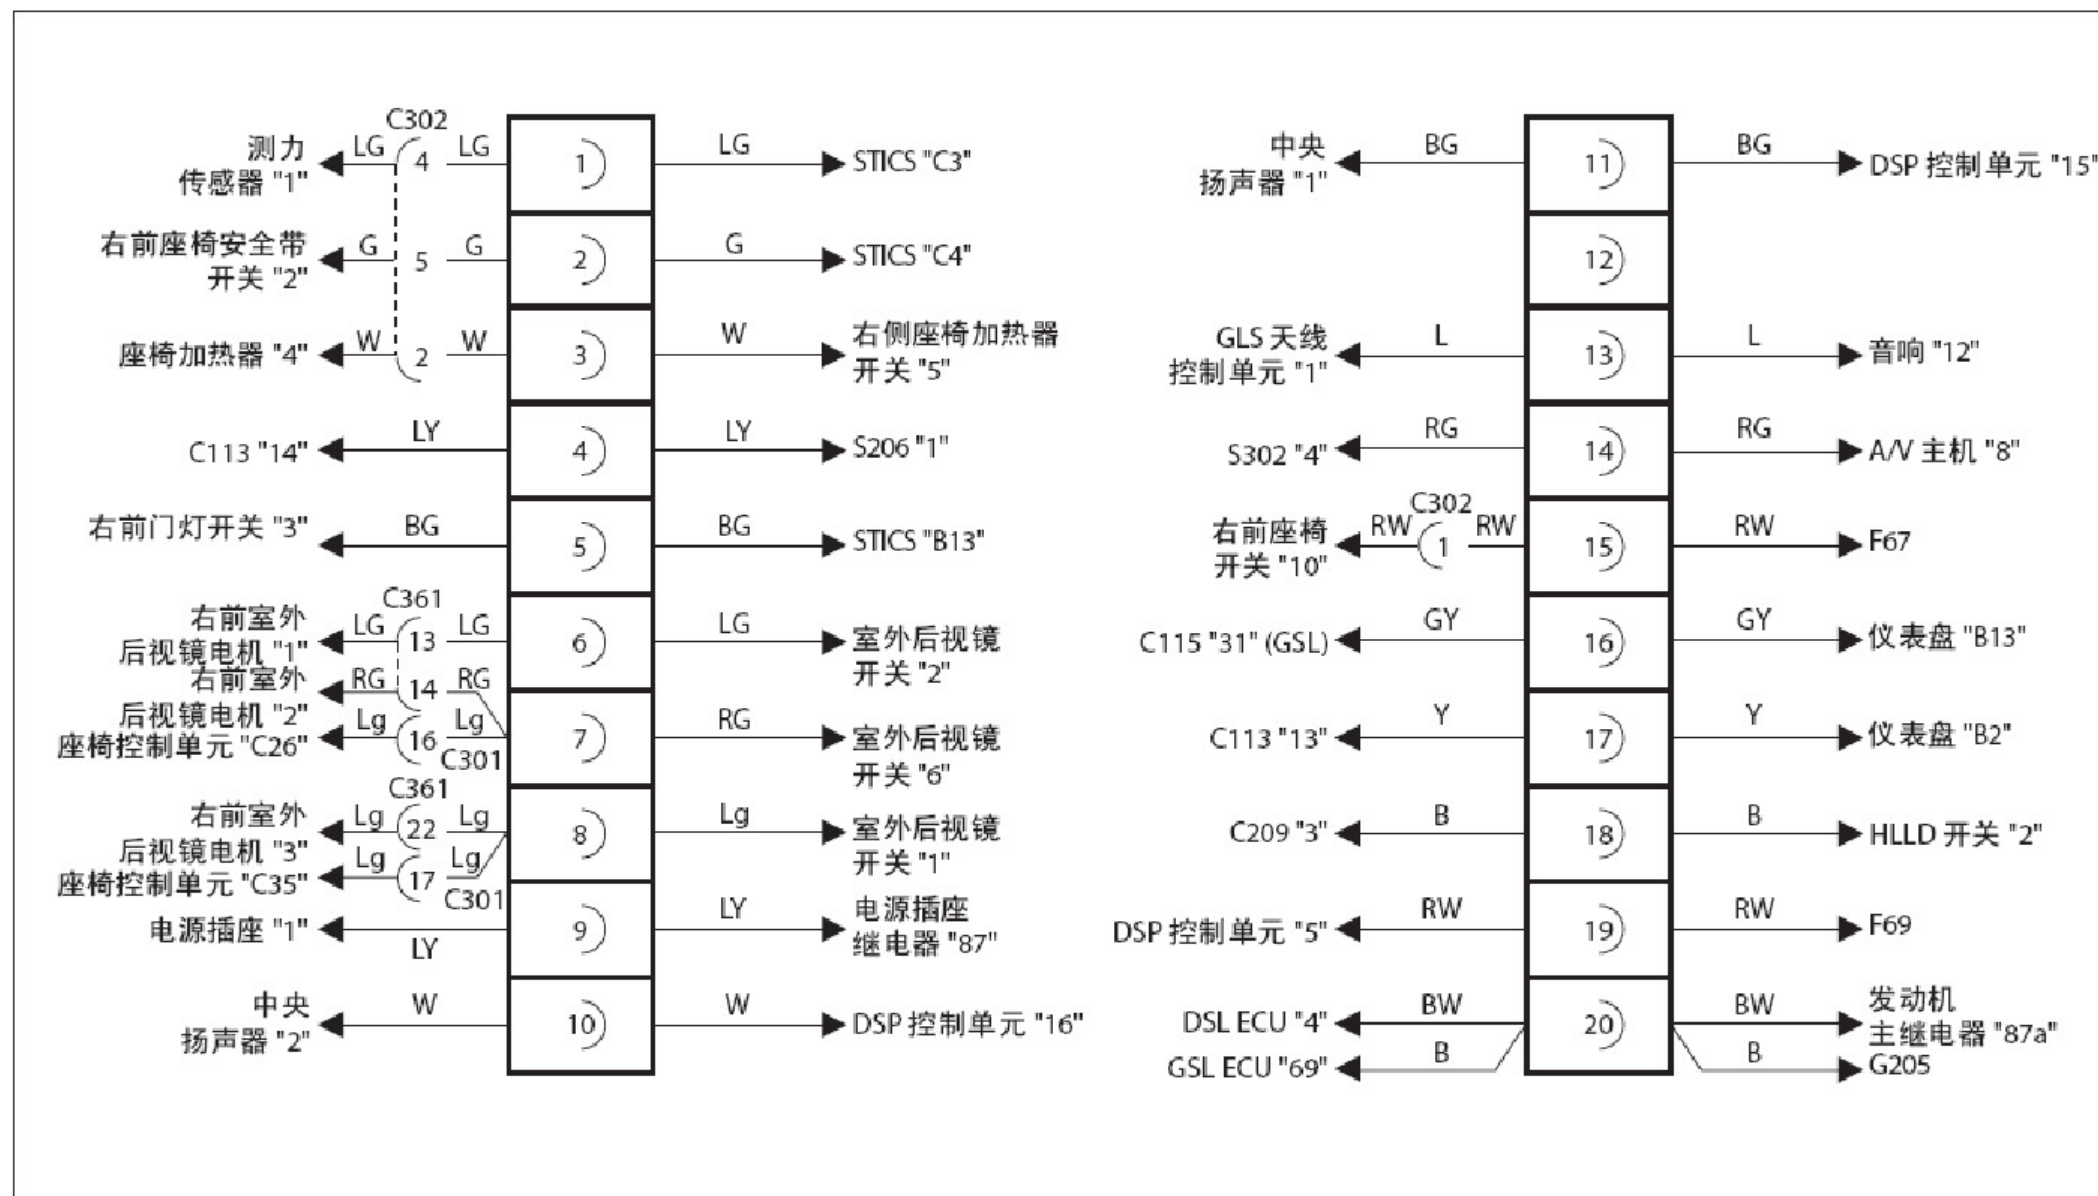 C302
测力 LG 4 LG 1 LG STICS "C3"
传感器 "1"
右前座椅安全带 G 5 G 2 G STICS "C4"
开关 "2"
座椅加热器 "4" W 2 W 3 W 右侧座椅加热器
开关 "5"
C113 "14" LY 4 LY S206 "1"
右前门灯开关 "3" BG 5 BG STICS "B13"
C361
右前室外 LG 13 LG 6 LG 室外后视镜
后视镜电机 "1" 开关 "2"
右前室外 RG 14 RG
后视镜电机 "2" 7 RG 室外后视镜
座椅控制单元 "C26" Lg 16 Lg 开关 "6"
C301
C361
右前室外 Lg 22 Lg 8 Lg 室外后视镜
后视镜电机 "3" 开关 "1"
座椅控制单元 "C35" Lg 17 Lg
C301
电源插座 "1" LY 9 LY 电源插座
继电器 "87"
中央 W 10 W DSP 控制单元 "16"
扬声器 "2"
中央 BG 11 BG DSP 控制单元 "15"
扬声器 "1"
12
GLS 天线 L 13 L 音响 "12"
控制单元 "1"
S302 "4" RG 14 RG A/V 主机 "8"
C302
右前座椅 RW 1 RW 15 RW F67
开关 "10"
C115 "31" (GSL) GY 16 GY 仪表盘 "B13"
C113 "13" Y 17 Y 仪表盘 "B2"
C209 "3" B 18 B HLLD 开关 "2"
DSP 控制单元 "5" RW 19 RW F69
DSL ECU "4" BW 20 BW 发动机
主继电器 "87a"
GSL ECU "69" B B G205